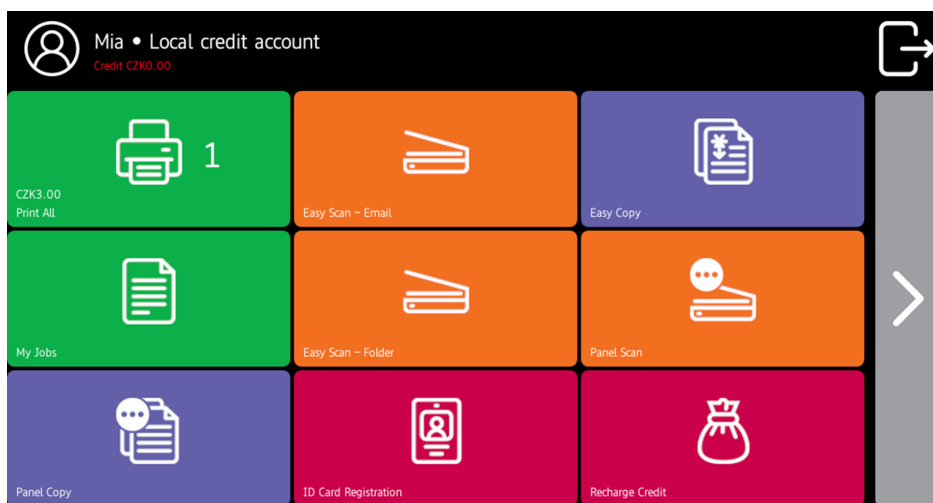 Mia • Local credit account
Credit CZK0.00
1
CZK3.00
Print All
Easy Scan – Email
Easy Copy
My Jobs
Easy Scan – Folder
Panel Scan
Panel Copy
ID Card Registration
Recharge Credit